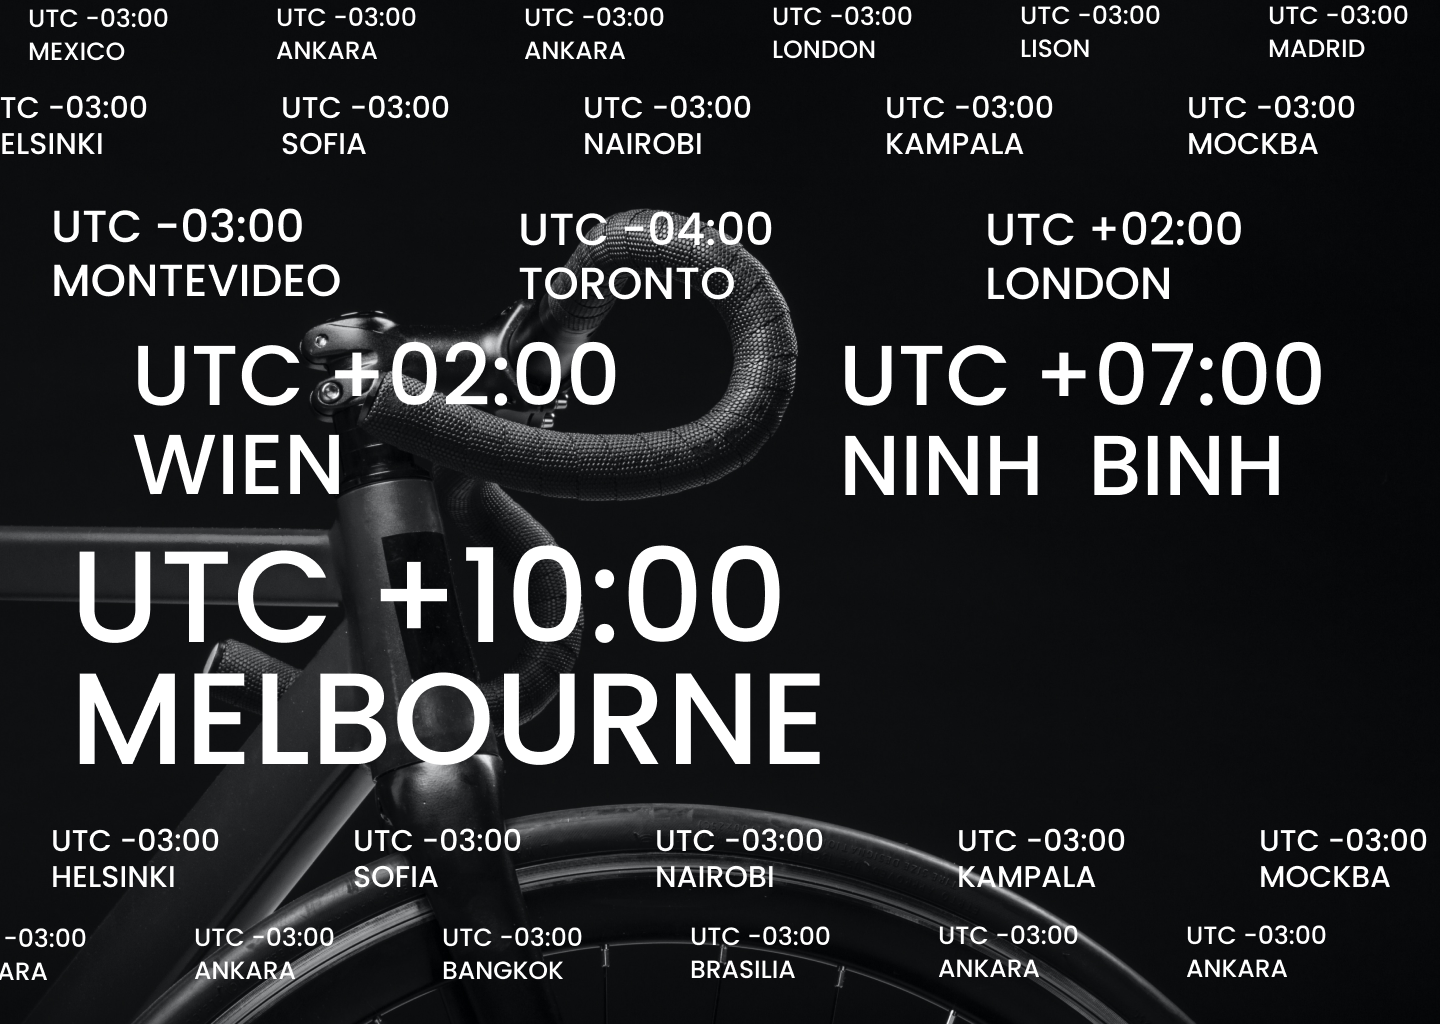 UTC -03:00 UTC -03:00 UTC -03:00 UTC -03:00 UTC -03:00 UTC -03:00
MEXICO ANKARA ANKARA LONDON LISON MADRID
TC -03:00 UTC -03:00 UTC -03:00 UTC -03:00 UTC -03:00
ELSINKI SOFIA NAIROBI KAMPALA MOCKBA
UTC -03:00 UTC -04:00 UTC +02:00
MONTEVIDEO TORONTO LONDON
UTC +02:00 UTC +07:00
WIEN NINH BINH
UTC +10:00
MELBOURNE
UTC -03:00 UTC -03:00 UTC -03:00 UTC -03:00 UTC -03:00
HELSINKI SOFIA NAIROBI KAMPALA MOCKBA
-03:00 UTC -03:00 UTC -03:00 UTC -03:00 UTC -03:00 UTC -03:00
ARA ANKARA BANGKOK BRASILIA ANKARA ANKARA